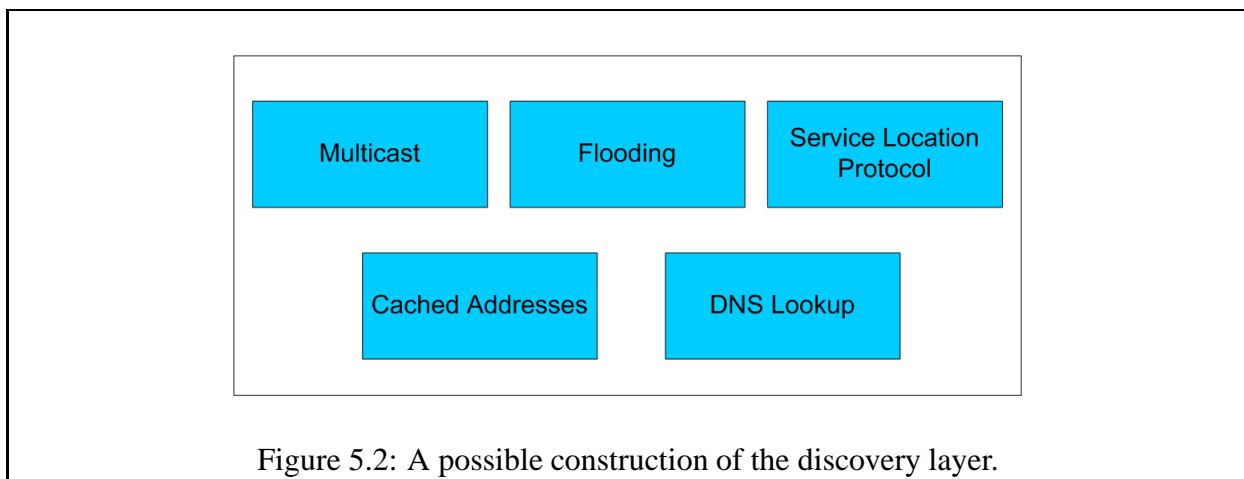 Multicast
Flooding
Service Location
Protocol
Cached Addresses
DNS Lookup
Figure 5.2: A possible construction of the discovery layer.